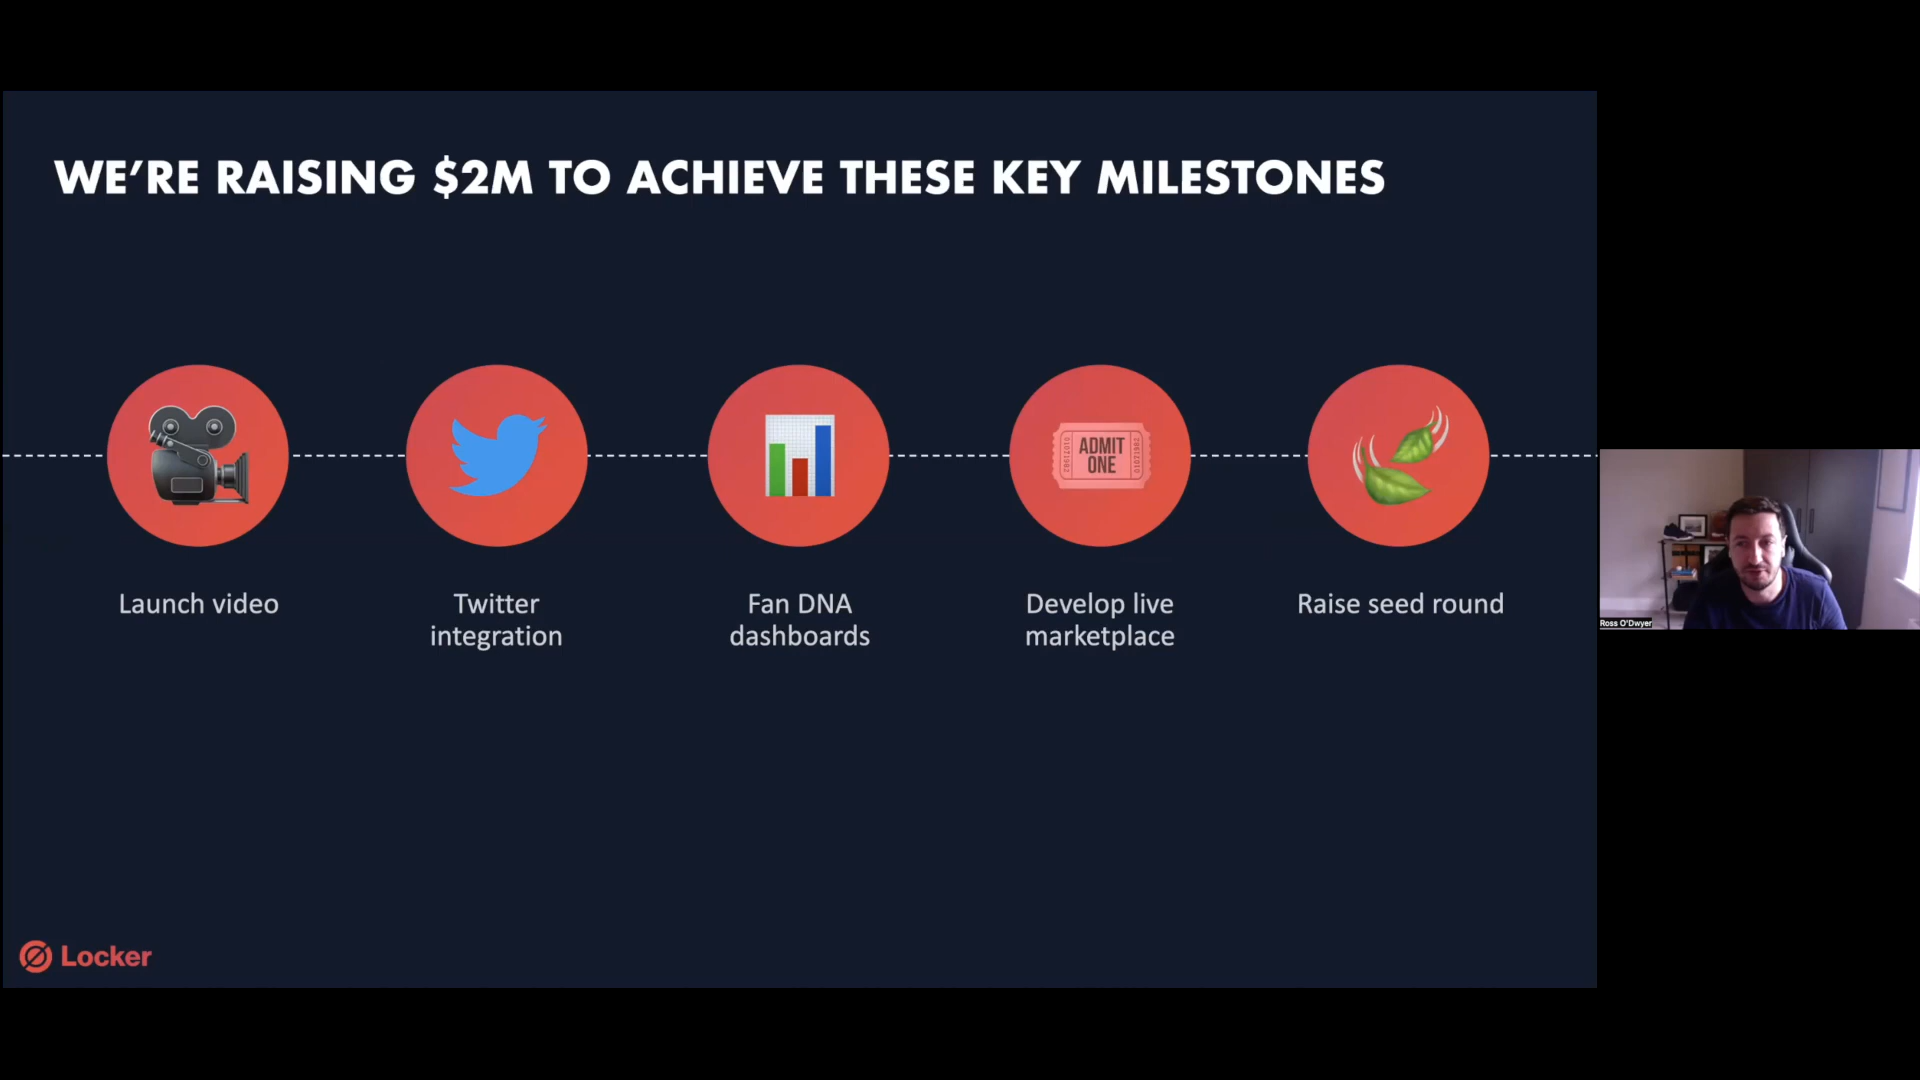 WE'RE RAISING $2M TO ACHIEVE THESE KEY MILESTONES
ADMIT
ONE
Launch video
Twitter
integration
Fan DNA
dashboards
Develop live
marketplace
Raise seed round
Ross O'Dwyer
Locker